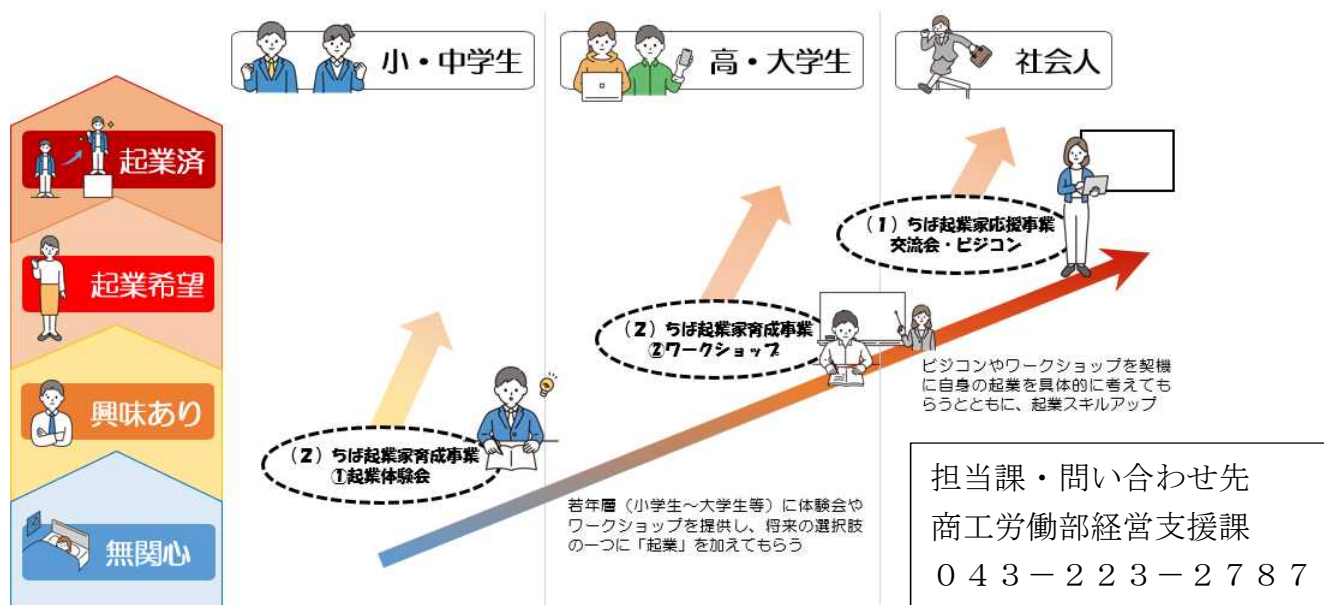 小・中学生
高・大学生
社会人
起業済
起業希望
興味あり
無関心
(1)ちば起業家応援事業
交流会・ビジコン
(2)ちば起業家育成事業
②ワークショップ
(2)ちば起業家育成事業
①起業体験会
ビジコンやワークショップを契機
に自身の起業を具体的に考えても
らうとともに、起業スキルアップ
若年層(小学生~大学生等)に体験会や
ワークショップを提供し、将来の選択肢
の一つに「起業」を加えてもらう
担当課・問い合わせ先
商工労働部経営支援課
043-223-2787